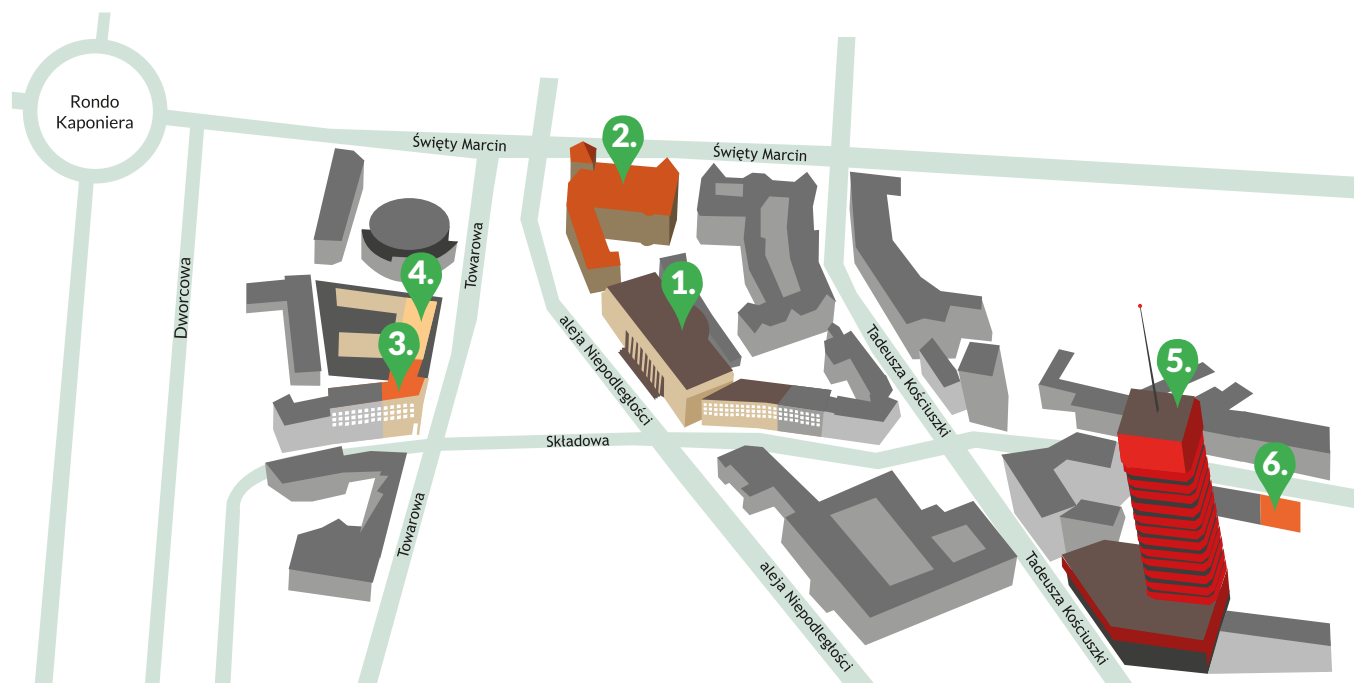 Rondo
Kaponiera
Święty Marcin
2.
Święty Marcin
Dworcowa
Towarowa
4.
1.
3.
aleja Niepodległości
Tadeusza Kościuszki
5.
Składowa
6.
Towarowa
aleja Niepodległości
Tadeusza Kościuszki